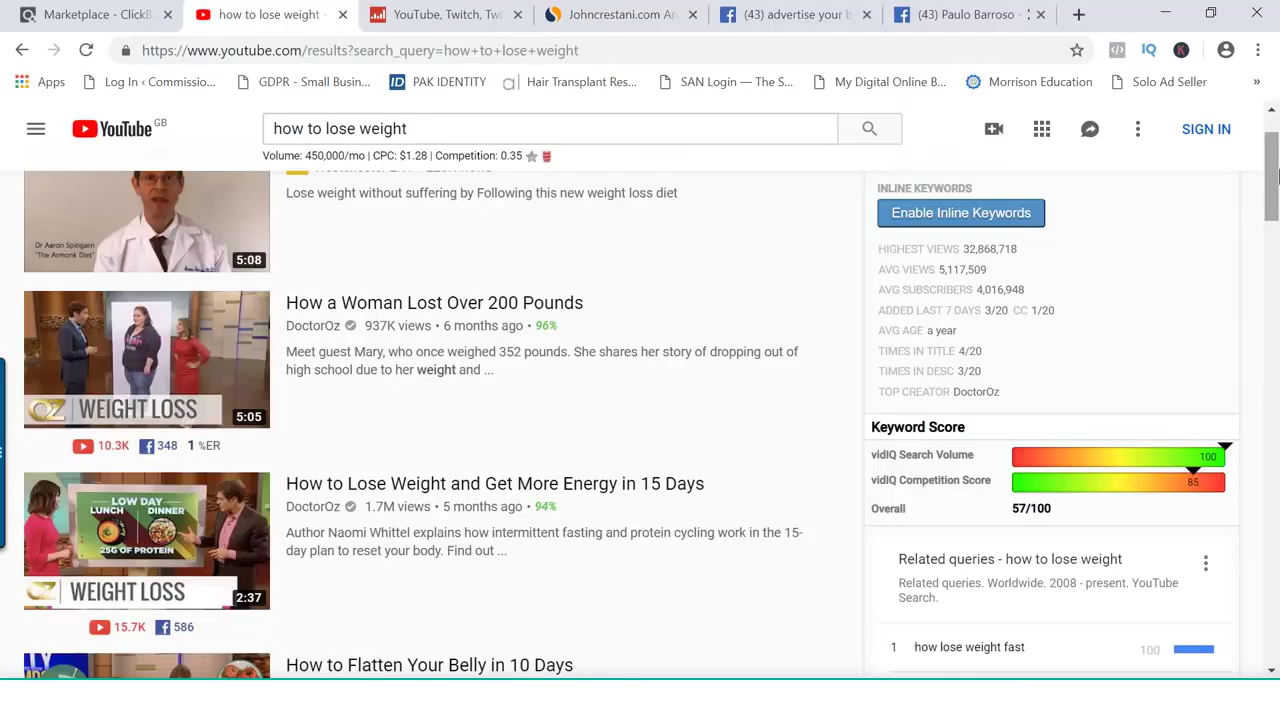 Marketplace - ClickB
how to lose weight -
YouTube, Twitch, Twi
Johncrestani.com An
(43) advertise your b
(43) Paulo Barroso -
https://www.youtube.com/results?search_query=how+to+lose+weight
IQ
K
Apps
Log In ‹ Commissio...
GDPR - Small Busin...
ID
PAK IDENTITY
Hair Transplant Res...
SAN Login — The S...
My Digital Online B...
Morrison Education
Solo Ad Seller
»
YouTube GB
how to lose weight
SIGN IN
Volume: 450,000/mo | CPC: $1.28 | Competition: 0.35
Lose weight without suffering by Following this new weight loss diet
Dr Aaron Spingarn
"The Armonk Diet"
5:08
How a Woman Lost Over 200 Pounds
DoctorOz 937K views • 6 months ago • 96%
Meet guest Mary, who once weighed 352 pounds. She shares her story of dropping out of
high school due to her weight and ...
OZ WEIGHT LOSS
5:05
10.3K 348 1 %ER
How to Lose Weight and Get More Energy in 15 Days
DoctorOz 1.7M views • 5 months ago • 94%
Author Naomi Whittel explains how intermittent fasting and protein cycling work in the 15-
day plan to reset your body. Find out ...
LOW DAY
LUNCH DINNER
25G OF PROTEIN
OZ WEIGHT LOSS
2:37
15.7K 586
How to Flatten Your Belly in 10 Days
INLINE KEYWORDS
Enable Inline Keywords
HIGHEST VIEWS 32,868,718
AVG VIEWS 5,117,509
AVG SUBSCRIBERS 4,016,948
ADDED LAST 7 DAYS 3/20 CC 1/20
AVG AGE a year
TIMES IN TITLE 4/20
TIMES IN DESC 3/20
TOP CREATOR DoctorOz
Keyword Score
vidIQ Search Volume 100
vidIQ Competition Score 85
Overall 57/100
Related queries - how to lose weight
Related queries. Worldwide. 2008 - present. YouTube
Search.
1 how lose weight fast 100